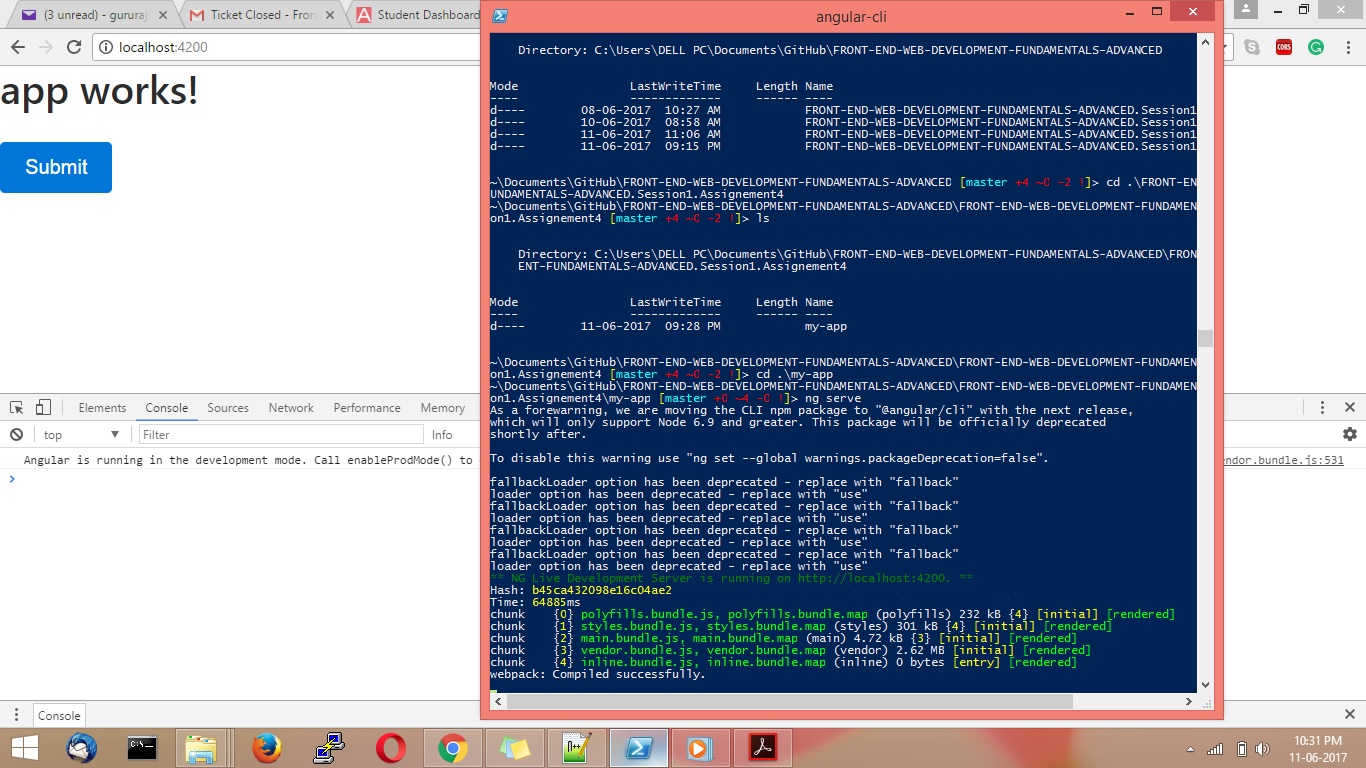 (3 unread) - gururaj
Ticket Closed - Fron
Student Dashboard
localhost:4200
CORS
app works!
Submit
Elements Console Sources Network Performance Memory
top Filter Info
Angular is running in the development mode. Call enableProdMode() to
endor.bundle.js:531
Console
angular-cli
Directory: C:\Users\DELL PC\Documents\GitHub\FRONT-END-WEB-DEVELOPMENT-FUNDAMENTALS-ADVANCED
Mode LastWriteTime Length Name
---- ------------- ------ ----
d---- 08-06-2017 10:27 AM FRONT-END-WEB-DEVELOPMENT-FUNDAMENTALS-ADVANCED.Session1
d---- 10-06-2017 08:58 AM FRONT-END-WEB-DEVELOPMENT-FUNDAMENTALS-ADVANCED.Session1
d---- 11-06-2017 11:06 AM FRONT-END-WEB-DEVELOPMENT-FUNDAMENTALS-ADVANCED.Session1
d---- 11-06-2017 09:15 PM FRONT-END-WEB-DEVELOPMENT-FUNDAMENTALS-ADVANCED.Session1
~\Documents\GitHub\FRONT-END-WEB-DEVELOPMENT-FUNDAMENTALS-ADVANCED [master +4 ~0 -2 !]> cd .\FRONT-EN
UNDAMENTALS-ADVANCED.Session1.Assignement4
~\Documents\GitHub\FRONT-END-WEB-DEVELOPMENT-FUNDAMENTALS-ADVANCED\FRONT-END-WEB-DEVELOPMENT-FUNDAMEN
on1.Assignement4 [master +4 ~0 -2 !]> ls
Directory: C:\Users\DELL PC\Documents\GitHub\FRONT-END-WEB-DEVELOPMENT-FUNDAMENTALS-ADVANCED\FRON
ENT-FUNDAMENTALS-ADVANCED.Session1.Assignement4
Mode LastWriteTime Length Name
---- ------------- ------ ----
d---- 11-06-2017 09:28 PM my-app
~\Documents\GitHub\FRONT-END-WEB-DEVELOPMENT-FUNDAMENTALS-ADVANCED\FRONT-END-WEB-DEVELOPMENT-FUNDAMEN
on1.Assignement4 [master +4 ~0 -2 !]> cd .\my-app
~\Documents\GitHub\FRONT-END-WEB-DEVELOPMENT-FUNDAMENTALS-ADVANCED\FRONT-END-WEB-DEVELOPMENT-FUNDAMEN
on1.Assignement4\my-app [master +0 ~4 -0 !]> ng serve
As a forewarning, we are moving the CLI npm package to "@angular/cli" with the next release,
which will only support Node 6.9 and greater. This package will be officially deprecated
shortly after.
To disable this warning use "ng set --global warnings.packageDeprecation=false".
fallbackLoader option has been deprecated - replace with "fallback"
loader option has been deprecated - replace with "use"
fallbackLoader option has been deprecated - replace with "fallback"
loader option has been deprecated - replace with "use"
fallbackLoader option has been deprecated - replace with "fallback"
loader option has been deprecated - replace with "use"
fallbackLoader option has been deprecated - replace with "fallback"
loader option has been deprecated - replace with "use"
** NG Live Development Server is running on http://localhost:4200. **
Hash: b45ca432098e16c04ae2
Time: 64885ms
chunk {0} polyfills.bundle.js, polyfills.bundle.map (polyfills) 232 kB {4} [initial] [rendered]
chunk {1} styles.bundle.js, styles.bundle.map (styles) 301 kB {4} [initial] [rendered]
chunk {2} main.bundle.js, main.bundle.map (main) 4.72 kB {3} [initial] [rendered]
chunk {3} vendor.bundle.js, vendor.bundle.map (vendor) 2.62 MB [initial] [rendered]
chunk {4} inline.bundle.js, inline.bundle.map (inline) 0 bytes [entry] [rendered]
webpack: Compiled successfully.
10:31 PM
11-06-2017